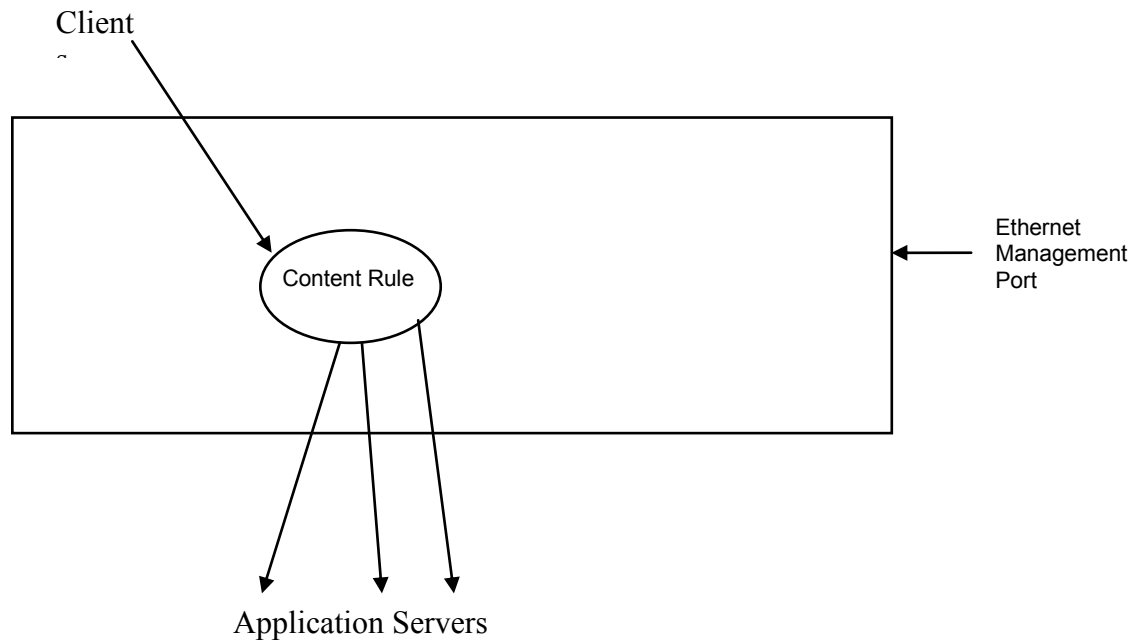 Client
s
Content Rule
Ethernet
Management
Port
Application Servers